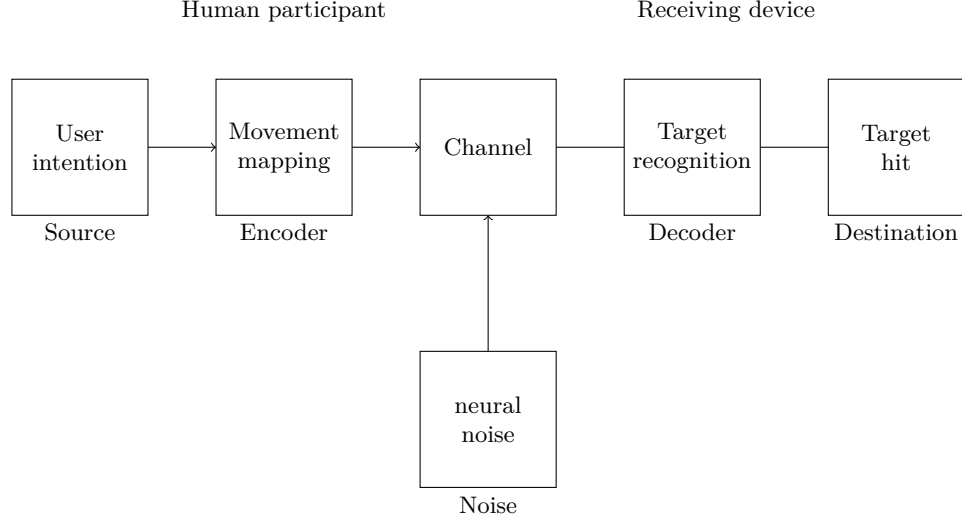 Human participant
Receiving device
User
intention
Movement
mapping
Channel
Target
recognition
Target
hit
Source
Encoder
Decoder
Destination
neural
noise
Noise